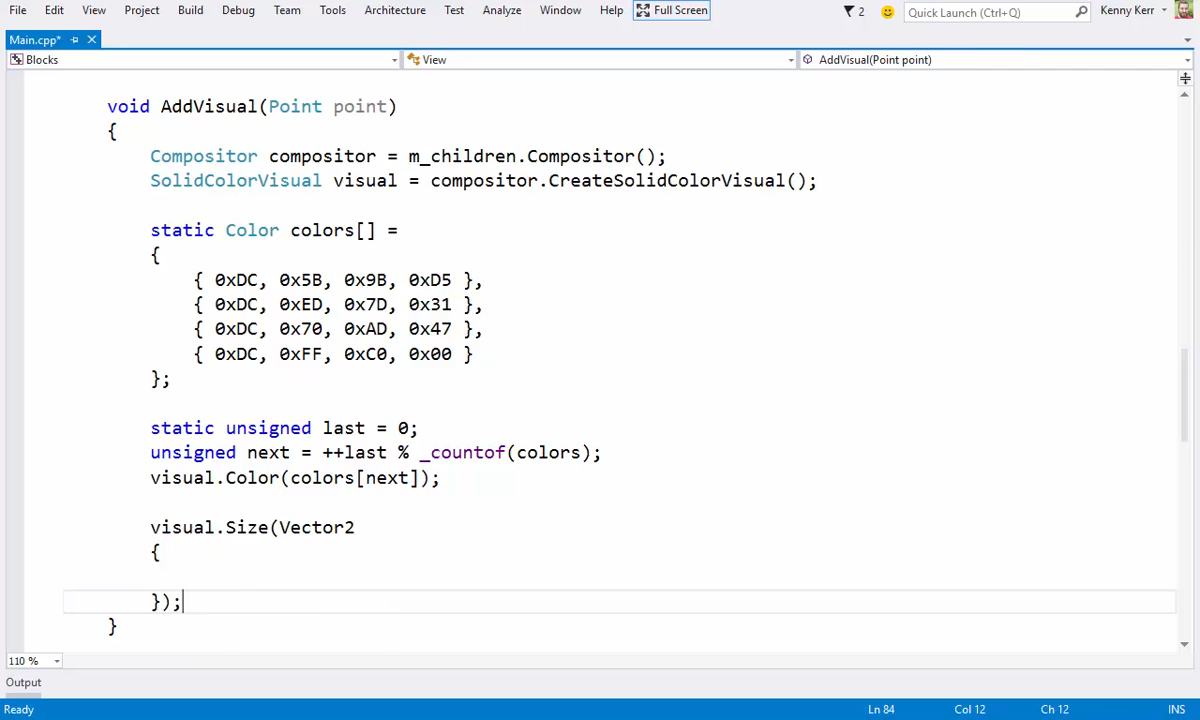 File Edit View Project Build Debug Team Tools Architecture Test Analyze Window Help Full Screen 2 Quick Launch (Ctrl+Q) Kenny Kerr
Main.cpp*
Blocks View AddVisual(Point point)
void AddVisual(Point point)
{
Compositor compositor = m_children.Compositor();
SolidColorVisual visual = compositor.CreateSolidColorVisual();
static Color colors[] =
{
{ 0xDC, 0x5B, 0x9B, 0xD5 },
{ 0xDC, 0xED, 0x7D, 0x31 },
{ 0xDC, 0x70, 0xAD, 0x47 },
{ 0xDC, 0xFF, 0xC0, 0x00 }
};
static unsigned last = 0;
unsigned next = ++last % _countof(colors);
visual.Color(colors[next]);
visual.Size(Vector2
{
});
}
110 %
Output
Ready Ln 84 Col 12 Ch 12 INS